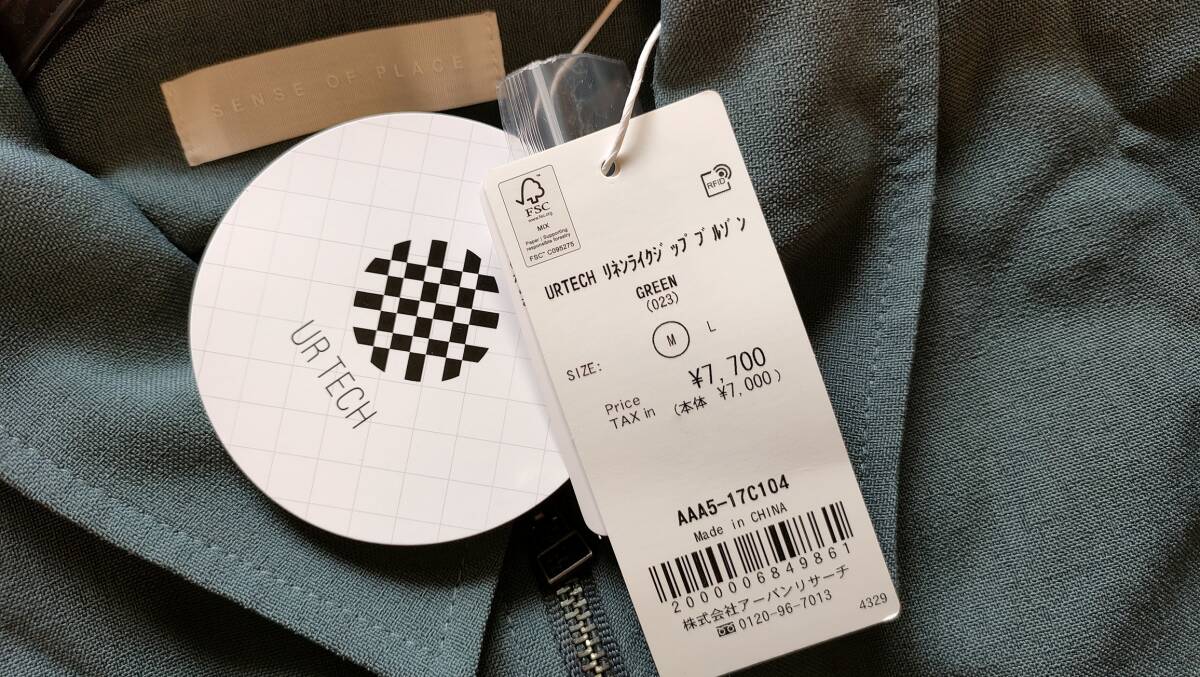 SENSE OF PLACE
UR TECH
FSC
www.fsc.org
MIX
Paper | Supporting
responsible forestry
FSC™ C095275
RFID
URTECH リネンライクジップブルゾン
GREEN
(023)
SIZE: M L
Price ¥7,700
TAX in (本体 ¥7,000)
AAA5-17C104
Made in CHINA
2000006849861
株式会社アーバンリサーチ
0120-96-7013
4329